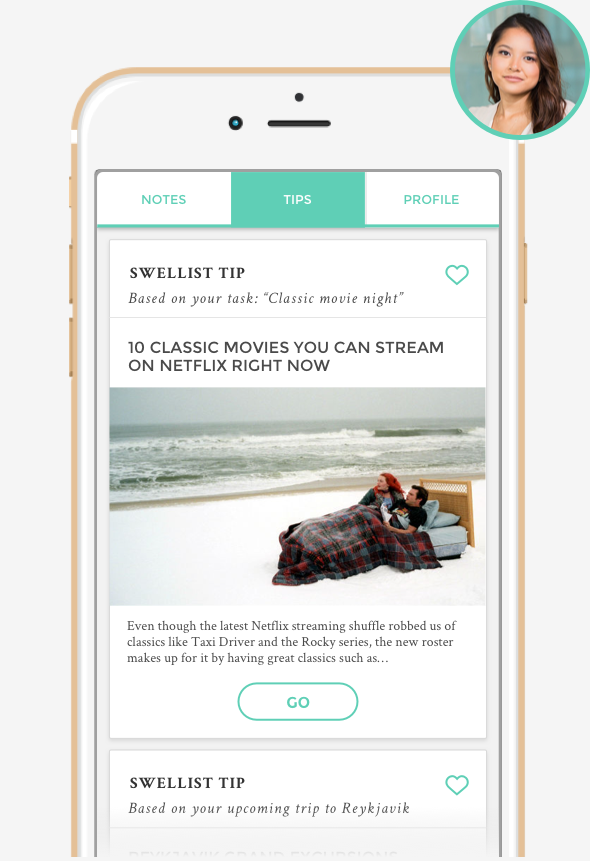 NOTES TIPS PROFILE
SWELLIST TIP
Based on your task: “Classic movie night”
10 CLASSIC MOVIES YOU CAN STREAM
ON NETFLIX RIGHT NOW
Even though the latest Netflix streaming shuffle robbed us of
classics like Taxi Driver and the Rocky series, the new roster
makes up for it by having great classics such as…
GO
SWELLIST TIP
Based on your upcoming trip to Reykjavik
REYKJAVIK GRAND EXCURSIONS